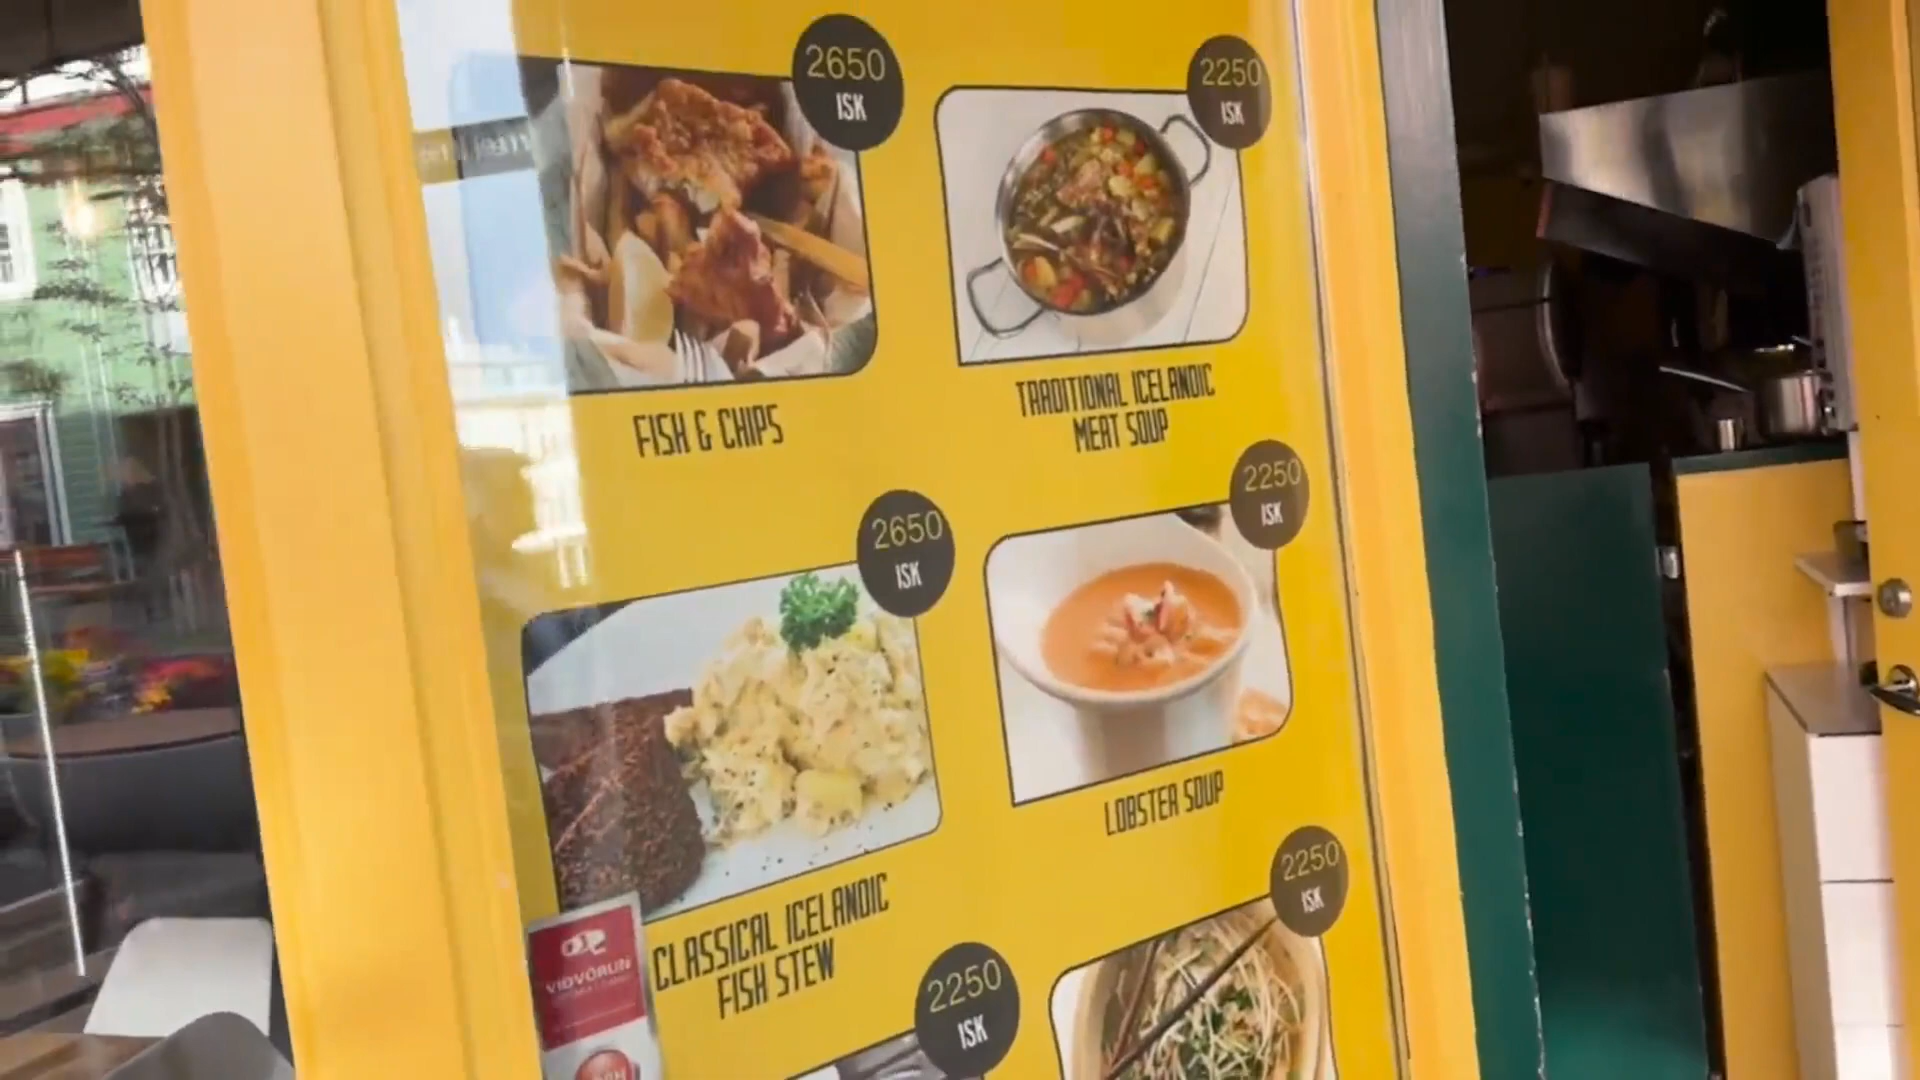 2650
ISK
2250
ISK
FISH & CHIPS
TRADITIONAL ICELANDIC
MEAT SOUP
2650
ISK
2250
ISK
CLASSICAL ICELANDIC
FISH STEW
LOBSTER SOUP
2250
ISK
2250
ISK
VIÐVÖRUN